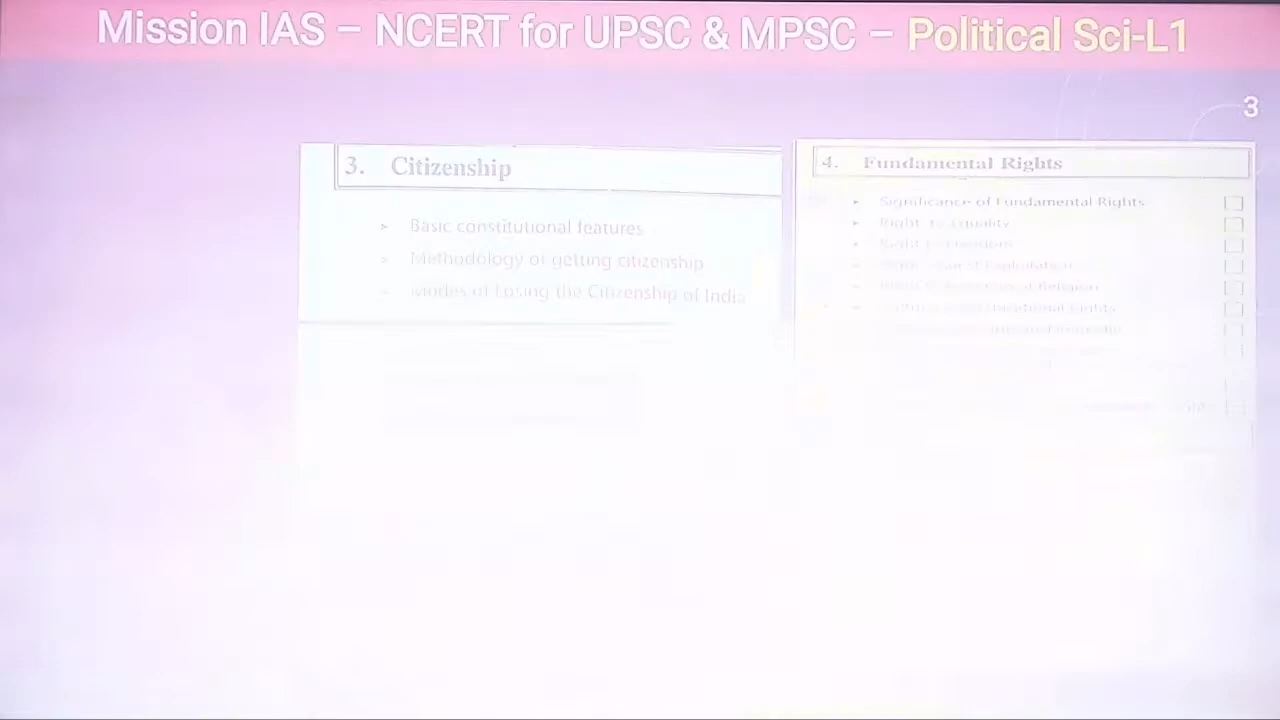 Mission IAS – NCERT for UPSC & MPSC – Political Sci-L1
3
3. Citizenship
Basic constitutional features
Methodology of getting citizenship
Modes of Losing the Citizenship of India
4. Fundamental Rights
Significance of Fundamental Rights
Right to Equality
Right to Freedom
Right against Exploitation
Right to Freedom of Religion
Cultural and Educational Rights